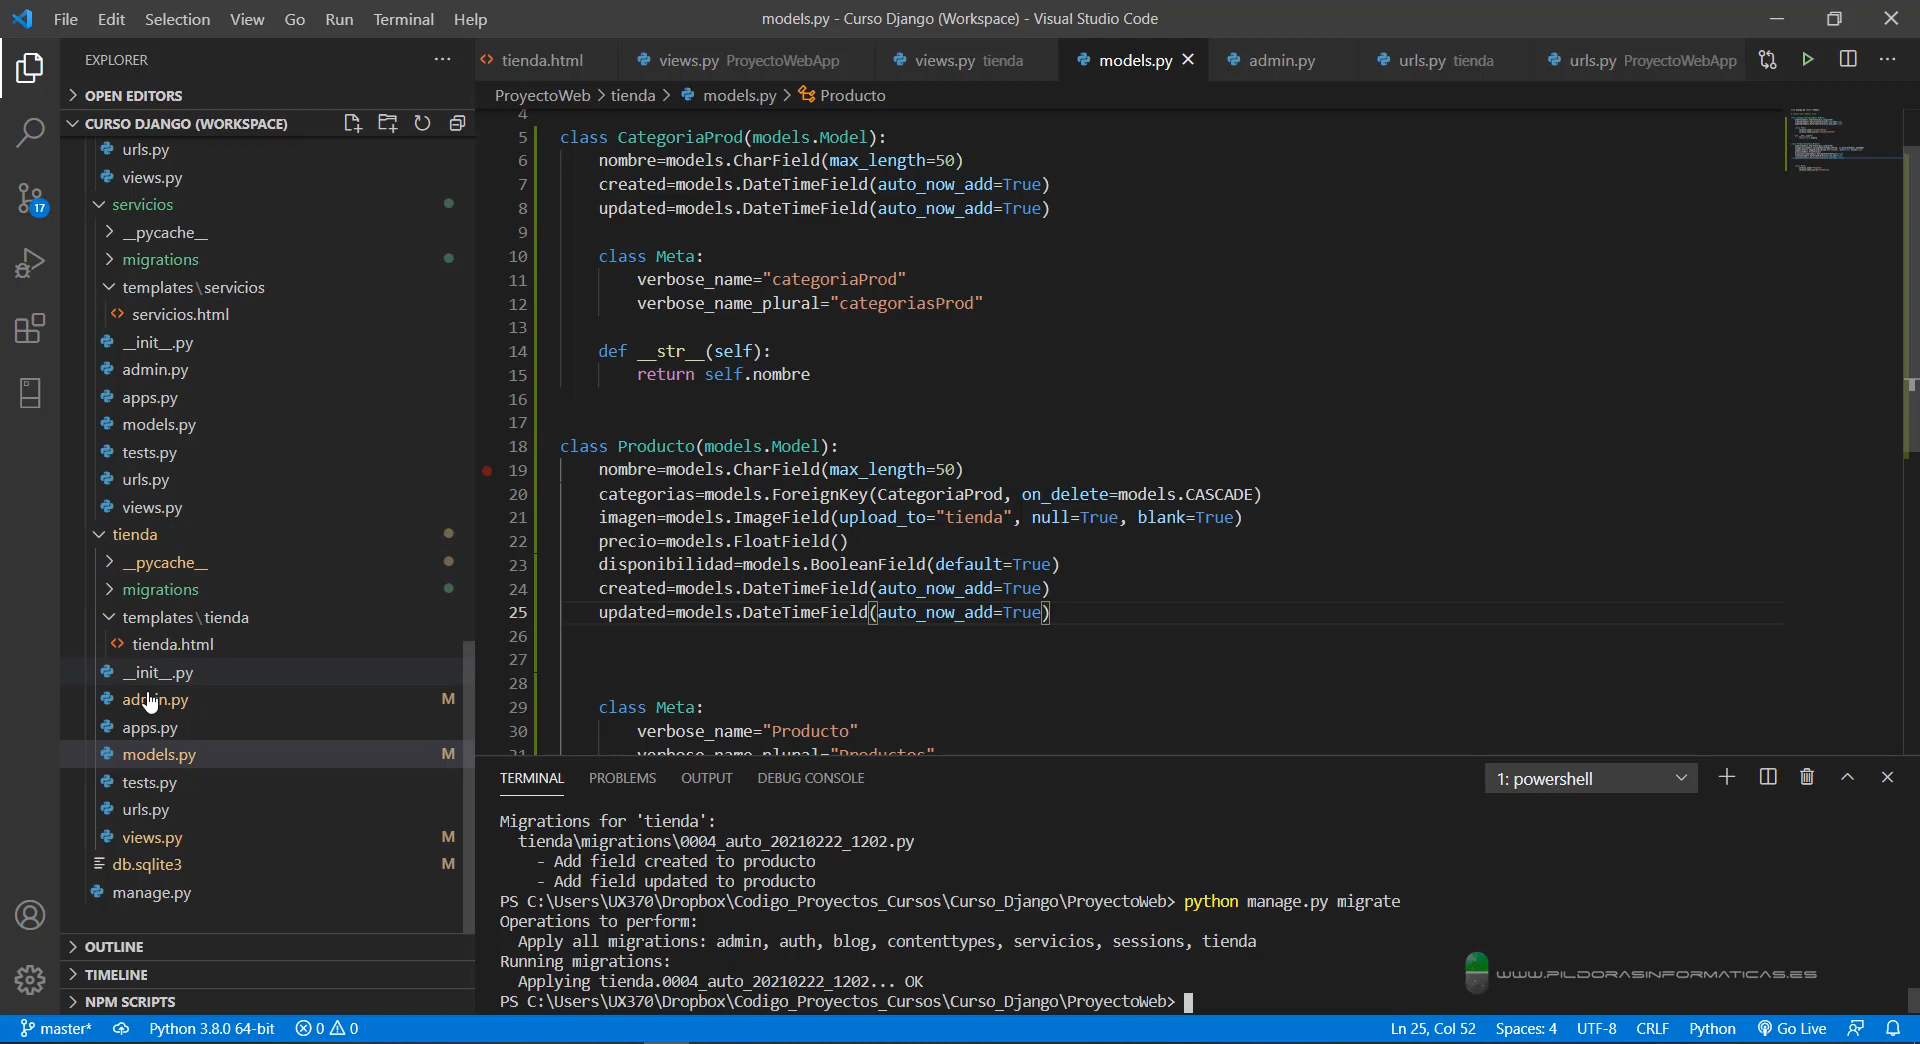 File Edit Selection View Go Run Terminal Help
models.py - Curso Django (Workspace) - Visual Studio Code
EXPLORER
tienda.html
views.py ProyectoWebApp
views.py tienda
models.py
admin.py
urls.py tienda
urls.py ProyectoWebApp
OPEN EDITORS
CURSO DJANGO (WORKSPACE)
urls.py
views.py
servicios
__pycache__
migrations
templates\servicios
servicios.html
__init__.py
admin.py
apps.py
models.py
tests.py
urls.py
views.py
tienda
__pycache__
migrations
templates\tienda
tienda.html
__init__.py
admin.py M
apps.py
models.py M
tests.py
urls.py
views.py M
db.sqlite3 M
manage.py
OUTLINE
TIMELINE
NPM SCRIPTS
17
ProyectoWeb > tienda > models.py > Producto
4
5 class CategoriaProd(models.Model):
6 nombre=models.CharField(max_length=50)
7 created=models.DateTimeField(auto_now_add=True)
8 updated=models.DateTimeField(auto_now_add=True)
9
10 class Meta:
11 verbose_name="categoriaProd"
12 verbose_name_plural="categoriasProd"
13
14 def __str__(self):
15 return self.nombre
16
17
18 class Producto(models.Model):
19 nombre=models.CharField(max_length=50)
20 categorias=models.ForeignKey(CategoriaProd, on_delete=models.CASCADE)
21 imagen=models.ImageField(upload_to="tienda", null=True, blank=True)
22 precio=models.FloatField()
23 disponibilidad=models.BooleanField(default=True)
24 created=models.DateTimeField(auto_now_add=True)
25 updated=models.DateTimeField(auto_now_add=True)
26
27
28
29 class Meta:
30 verbose_name="Producto"
31 verbose_name_plural="Productos"
TERMINAL PROBLEMS OUTPUT DEBUG CONSOLE
1: powershell
Migrations for 'tienda':
tienda\migrations\0004_auto_20210222_1202.py
- Add field created to producto
- Add field updated to producto
PS C:\Users\UX370\Dropbox\Codigo_Proyectos_Cursos\Curso_Django\ProyectoWeb> python manage.py migrate
Operations to perform:
Apply all migrations: admin, auth, blog, contenttypes, servicios, sessions, tienda
Running migrations:
Applying tienda.0004_auto_20210222_1202... OK
PS C:\Users\UX370\Dropbox\Codigo_Proyectos_Cursos\Curso_Django\ProyectoWeb>
WWW.PILDORASINFORMATICAS.ES
master* Python 3.8.0 64-bit 0 0
Ln 25, Col 52 Spaces: 4 UTF-8 CRLF Python Go Live